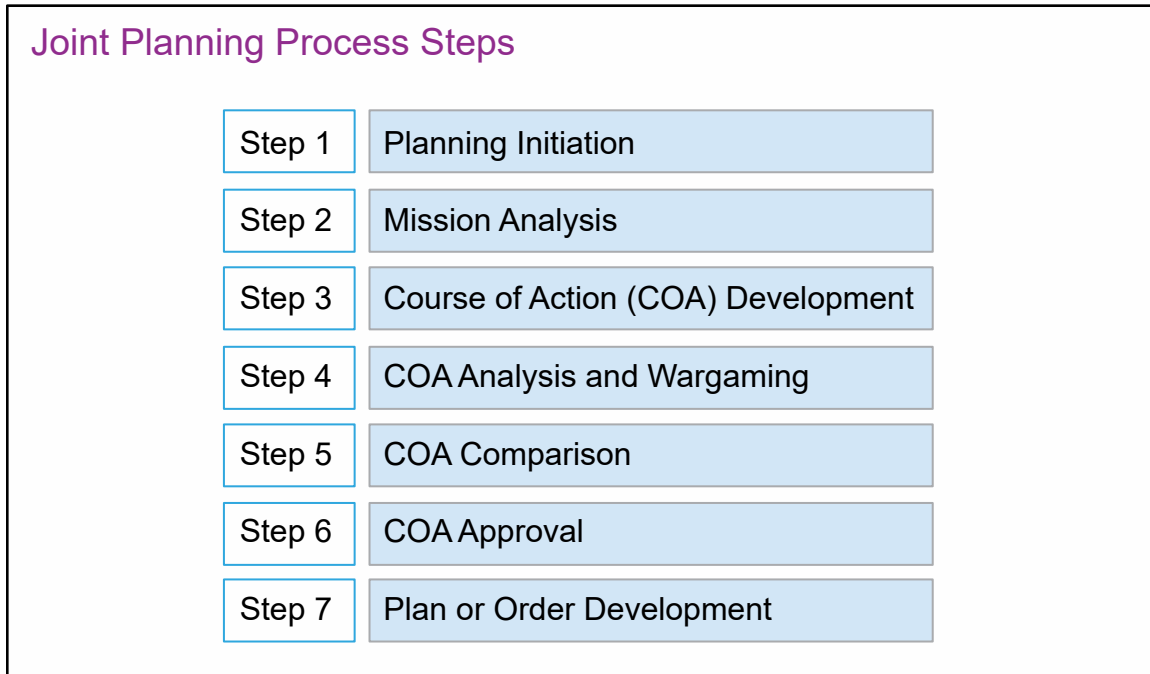 Joint Planning Process Steps
Step 1 Planning Initiation
Step 2 Mission Analysis
Step 3 Course of Action (COA) Development
Step 4 COA Analysis and Wargaming
Step 5 COA Comparison
Step 6 COA Approval
Step 7 Plan or Order Development